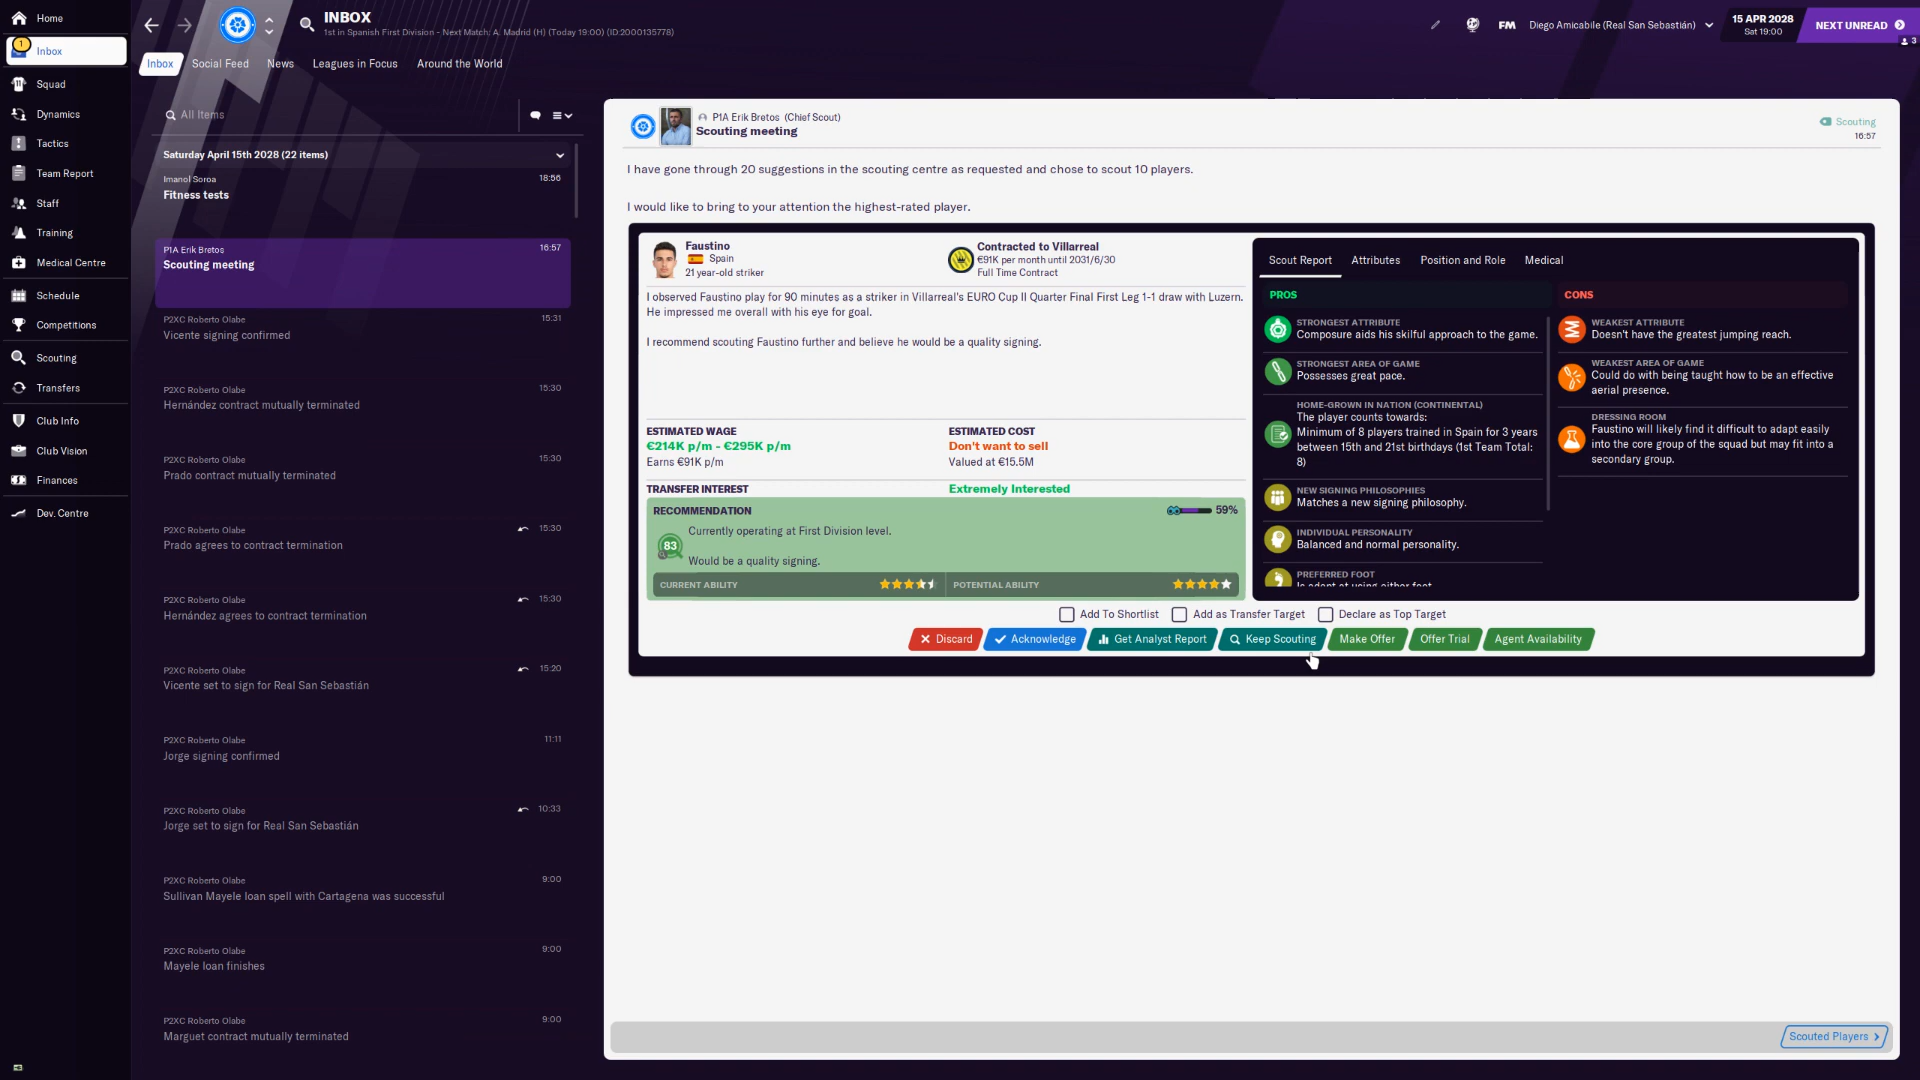 Home
Inbox
1
Squad
Dynamics
Tactics
Team Report
Staff
Training
Medical Centre
Schedule
Competitions
Scouting
Transfers
Club Info
Club Vision
Finances
Dev. Centre
INBOX
1st in Spanish First Division - Next Match: A. Madrid (H) (Today 19:00) (ID:2000135778)
FM
Diego Amicabile (Real San Sebastián)
15 APR 2028
Sat 19:00
NEXT UNREAD
3
Inbox
Social Feed
News
Leagues in Focus
Around the World
All Items
Saturday April 15th 2028 (22 items)
Imanol Soroa
18:56
Fitness tests
P1A Erik Bretos
16:57
Scouting meeting
P2XC Roberto Olabe
15:31
Vicente signing confirmed
P2XC Roberto Olabe
15:30
Hernández contract mutually terminated
P2XC Roberto Olabe
15:30
Prado contract mutually terminated
P2XC Roberto Olabe
15:30
Prado agrees to contract termination
P2XC Roberto Olabe
15:30
Hernández agrees to contract termination
P2XC Roberto Olabe
15:20
Vicente set to sign for Real San Sebastián
P2XC Roberto Olabe
11:11
Jorge signing confirmed
P2XC Roberto Olabe
10:33
Jorge set to sign for Real San Sebastián
P2XC Roberto Olabe
9:00
Sullivan Mayele loan spell with Cartagena was successful
P2XC Roberto Olabe
9:00
Mayele loan finishes
P2XC Roberto Olabe
9:00
Marguet contract mutually terminated
P1A Erik Bretos (Chief Scout)
Scouting meeting
Scouting
16:57
I have gone through 20 suggestions in the scouting centre as requested and chose to scout 10 players.
I would like to bring to your attention the highest-rated player.
Faustino
Spain
21 year-old striker
Contracted to Villarreal
€91K per month until 2031/6/30
Full Time Contract
I observed Faustino play for 90 minutes as a striker in Villarreal's EURO Cup II Quarter Final First Leg 1-1 draw with Luzern.
He impressed me overall with his eye for goal.
I recommend scouting Faustino further and believe he would be a quality signing.
ESTIMATED WAGE
€214K p/m - €295K p/m
Earns €91K p/m
ESTIMATED COST
Don't want to sell
Valued at €15.5M
TRANSFER INTEREST
Extremely Interested
RECOMMENDATION
59%
83
Currently operating at First Division level.
Would be a quality signing.
CURRENT ABILITY
POTENTIAL ABILITY
Scout Report
Attributes
Position and Role
Medical
PROS
STRONGEST ATTRIBUTE
Composure aids his skilful approach to the game.
STRONGEST AREA OF GAME
Possesses great pace.
HOME-GROWN IN NATION (CONTINENTAL)
The player counts towards:
Minimum of 8 players trained in Spain for 3 years
between 15th and 21st birthdays (1st Team Total:
8)
NEW SIGNING PHILOSOPHIES
Matches a new signing philosophy.
INDIVIDUAL PERSONALITY
Balanced and normal personality.
PREFERRED FOOT
Is adept at using either foot
CONS
WEAKEST ATTRIBUTE
Doesn't have the greatest jumping reach.
WEAKEST AREA OF GAME
Could do with being taught how to be an effective
aerial presence.
DRESSING ROOM
Faustino will likely find it difficult to adapt easily
into the core group of the squad but may fit into a
secondary group.
Add To Shortlist
Add as Transfer Target
Declare as Top Target
Discard
Acknowledge
Get Analyst Report
Keep Scouting
Make Offer
Offer Trial
Agent Availability
Scouted Players